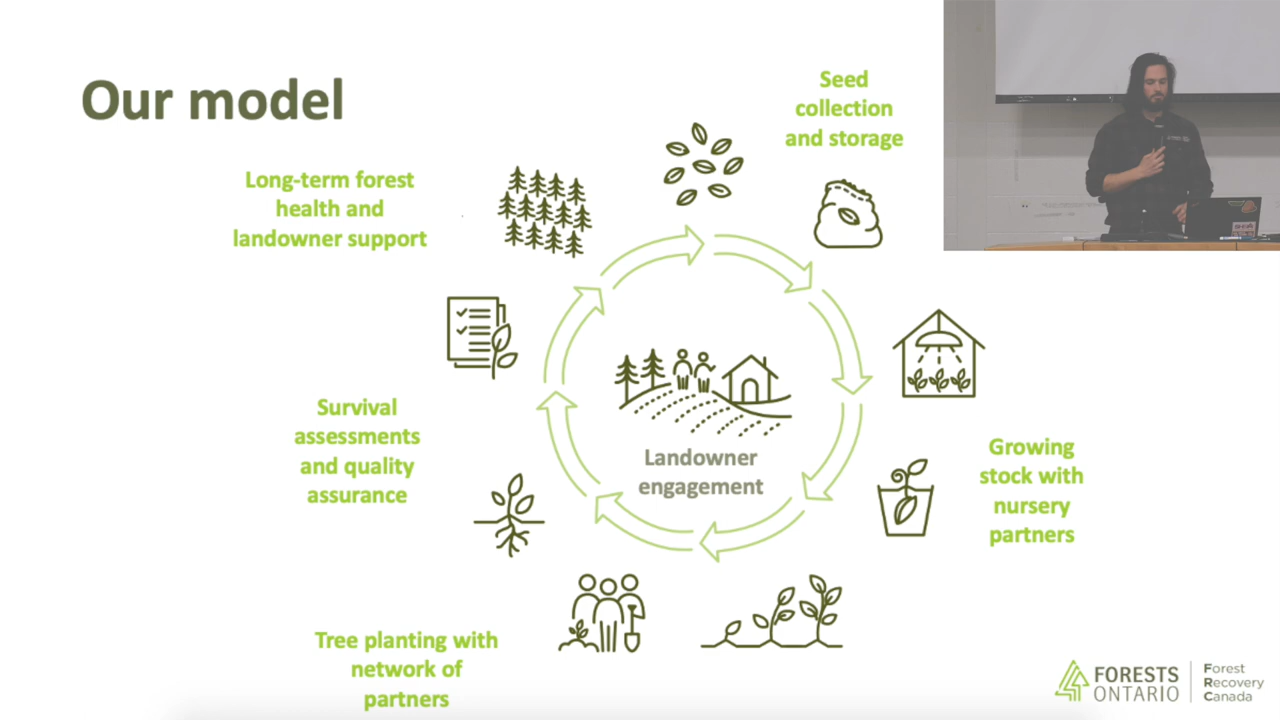 Our model
Seed
collection
and storage
Long-term forest
health and
landowner support
Landowner
engagement
Survival
assessments
and quality
assurance
Growing
stock with
nursery
partners
Tree planting with
network of
partners
FORESTS
ONTARIO
Forest
Recovery
Canada